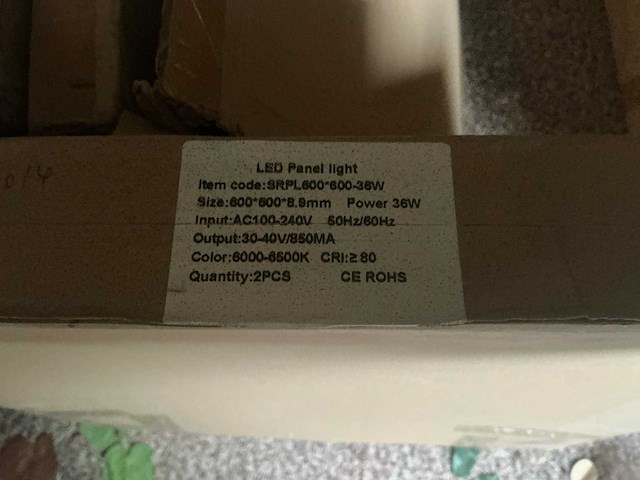 014
LED Panel light
Item code:SRPL600*600-36W
Size:600*600*8.9mm Power 36W
Input:AC100-240V 50Hz/60Hz
Output:30-40V/850MA
Color:6000-6500K CRI:≥80
Quantity:2PCS CE ROHS